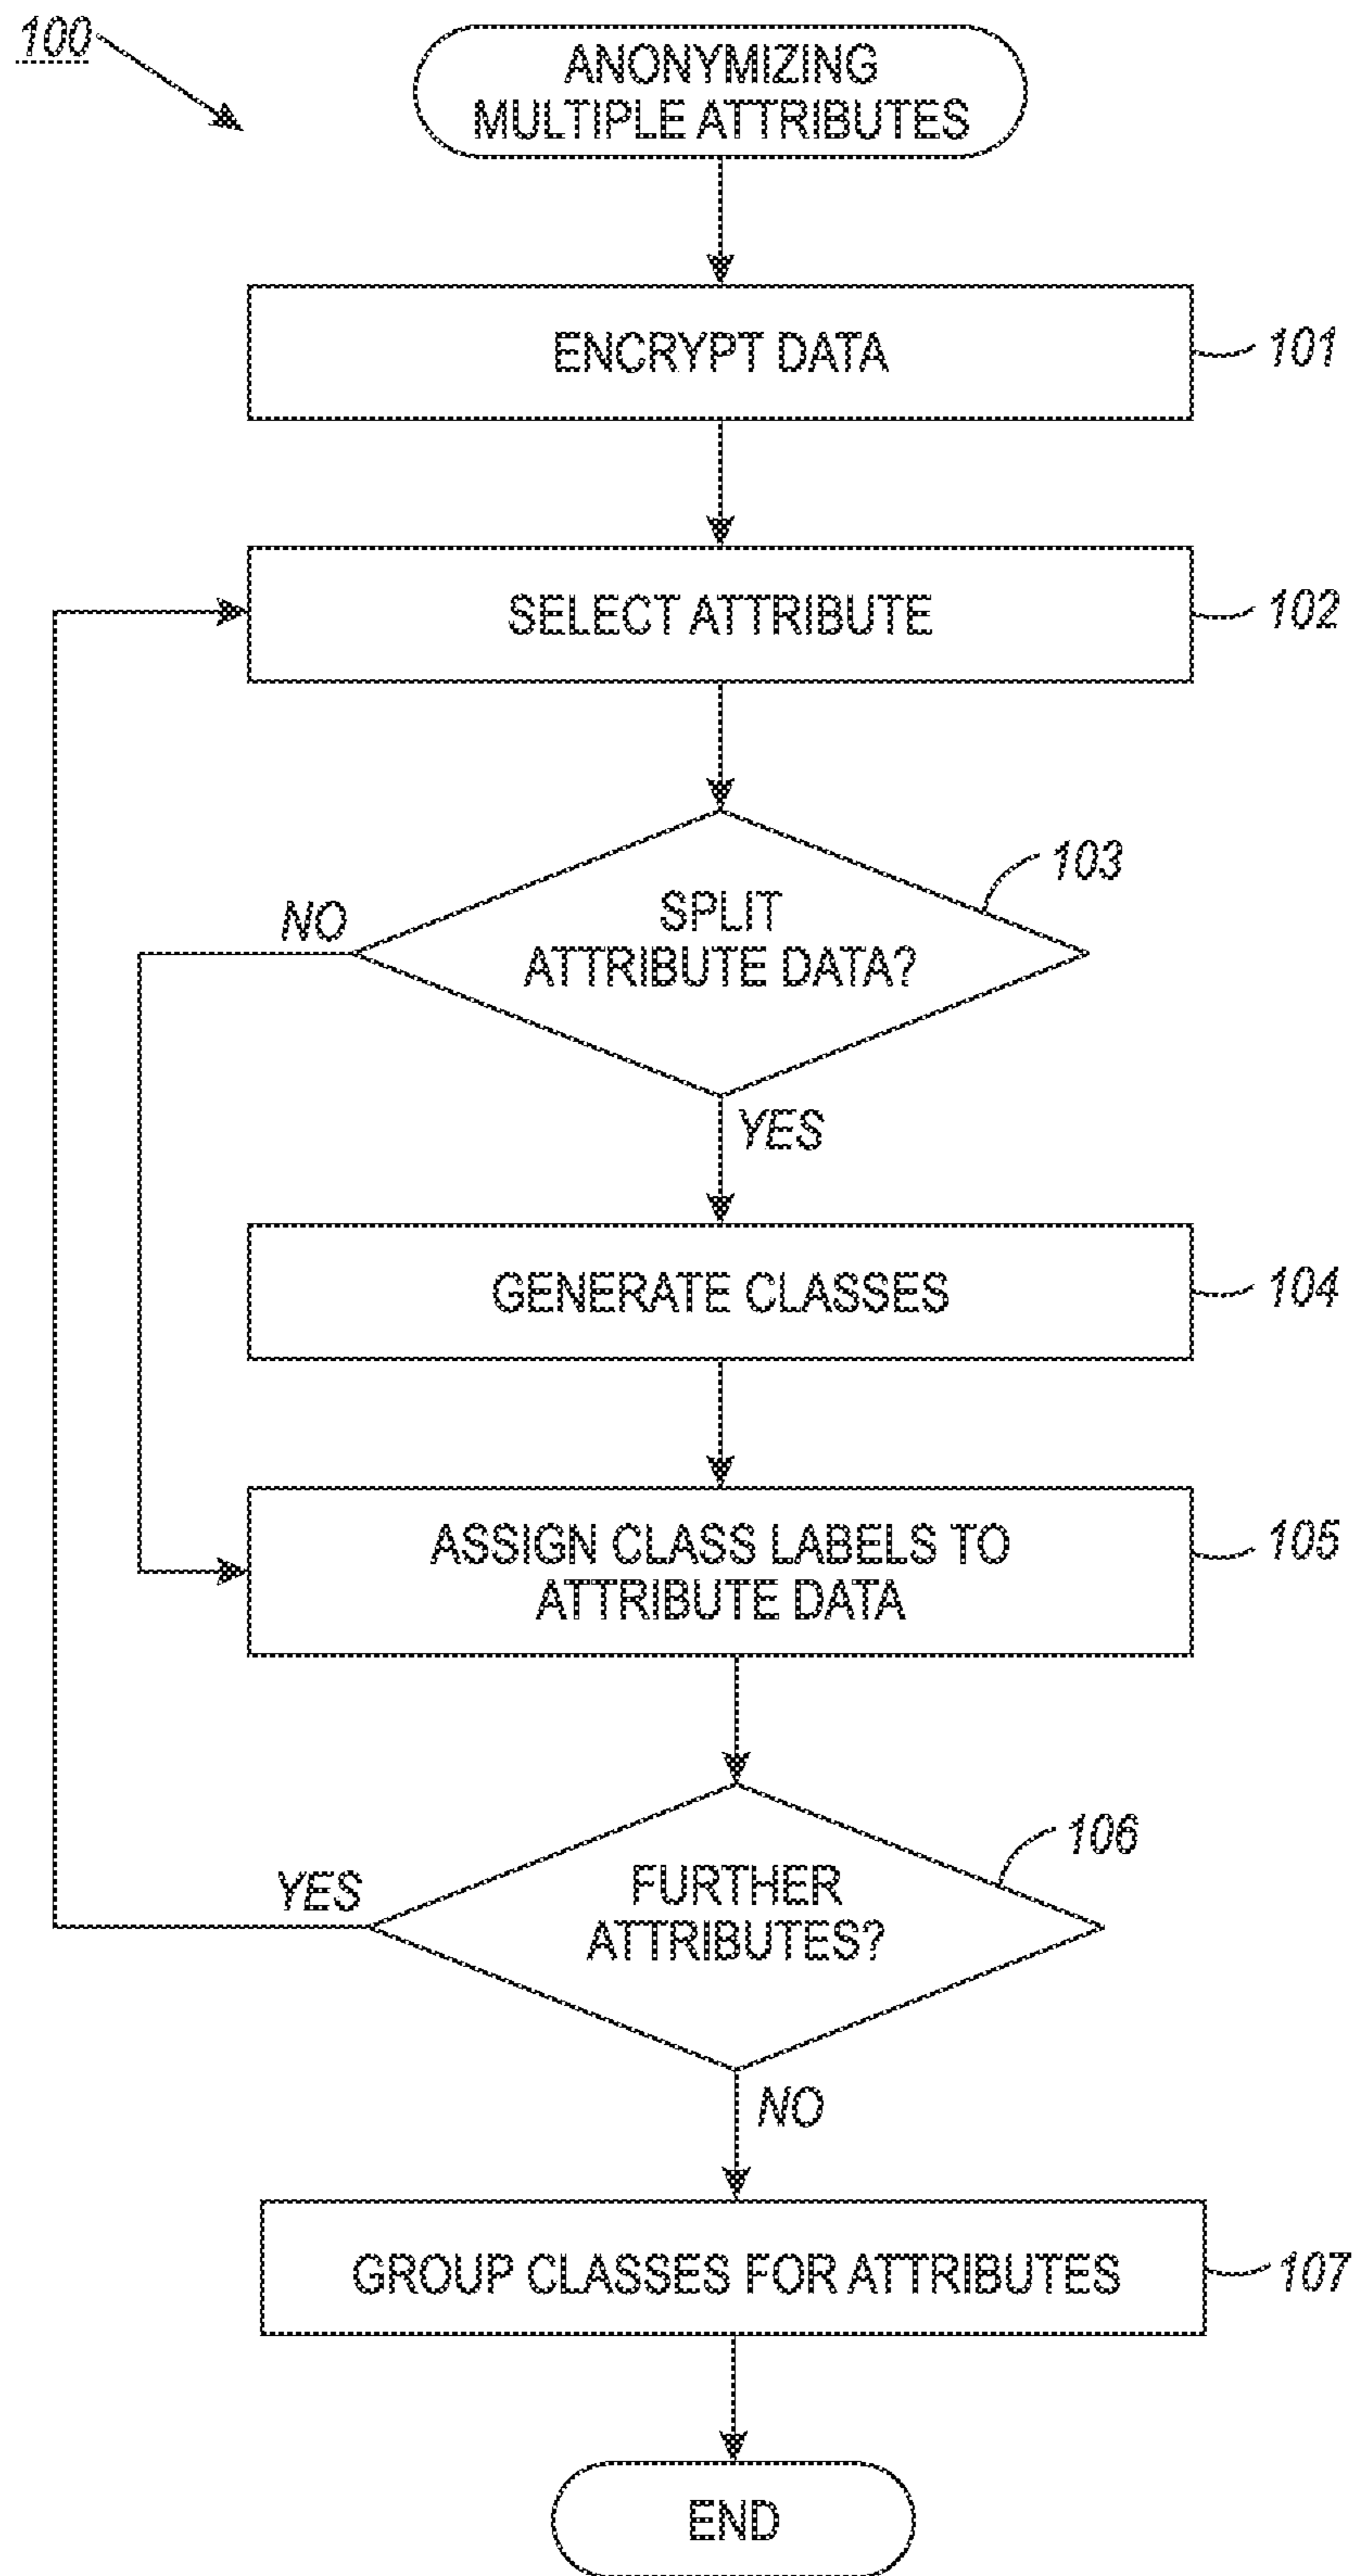 100
ANONYMIZING
MULTIPLE ATTRIBUTES
ENCRYPT DATA
101
SELECT ATTRIBUTE
102
103
NO
SPLIT
ATTRIBUTE DATA?
YES
GENERATE CLASSES
104
ASSIGN CLASS LABELS TO
ATTRIBUTE DATA
105
106
YES
FURTHER
ATTRIBUTES?
NO
GROUP CLASSES FOR ATTRIBUTES
107
END